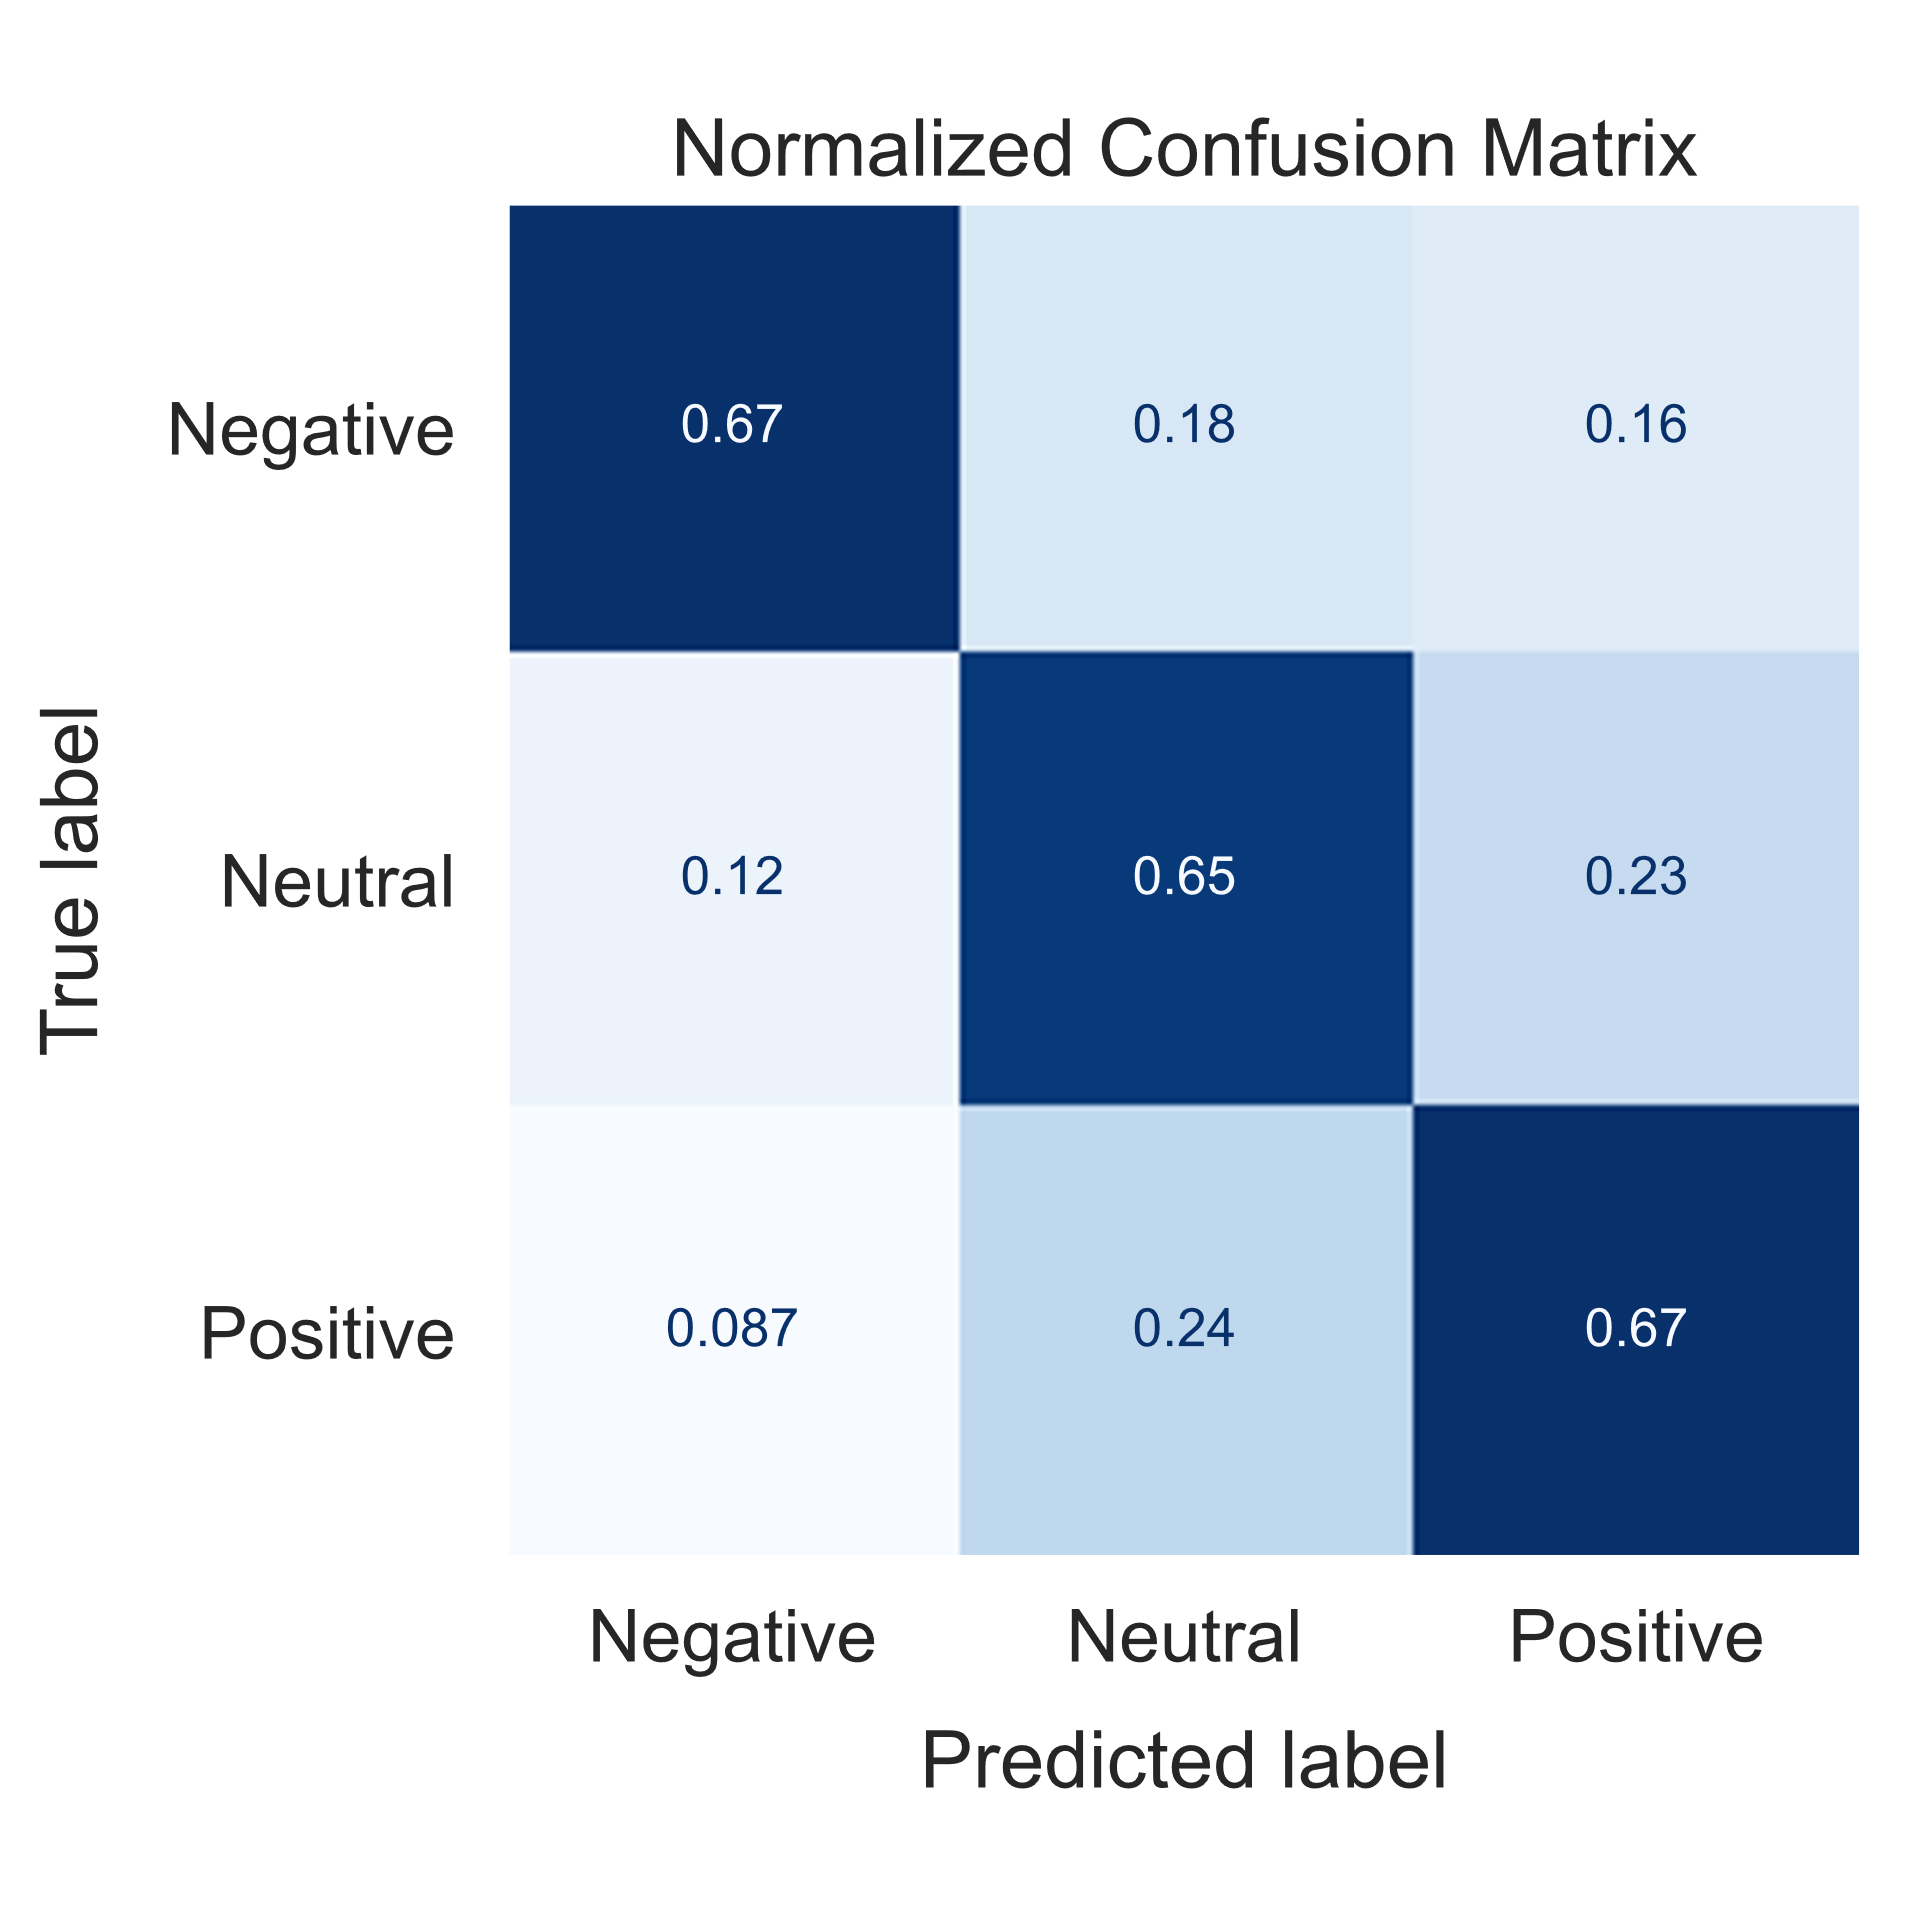 Normalized Confusion Matrix
True label
Negative
0.67
0.18
0.16
Neutral
0.12
0.65
0.23
Positive
0.087
0.24
0.67
Negative
Neutral
Positive
Predicted label